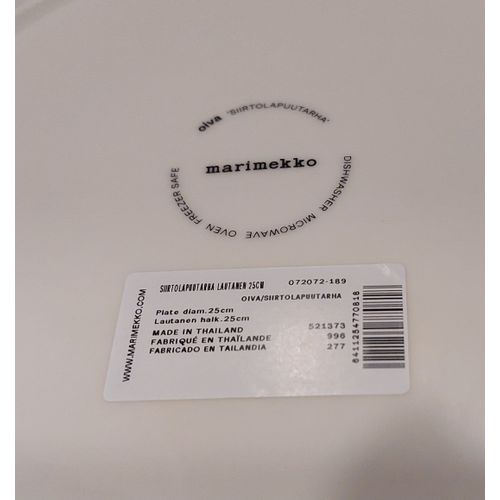 oiva "SIIRTOLAPUUTARHA"
marimekko
DISHWASHER MICROWAVE OVEN FREEZER SAFE
WWW.MARIMEKKO.COM
SIIRTOLAPUUTARHA LAUTANEN 25CM 072072-189
OIVA/SIIRTOLAPUUTARHA
Plate diam.25cm
Lautanen halk.25cm
MADE IN THAILAND 521373
FABRIQUÉ EN THAÏLANDE 996
FABRICADO EN TAILANDIA 277
6411254770816